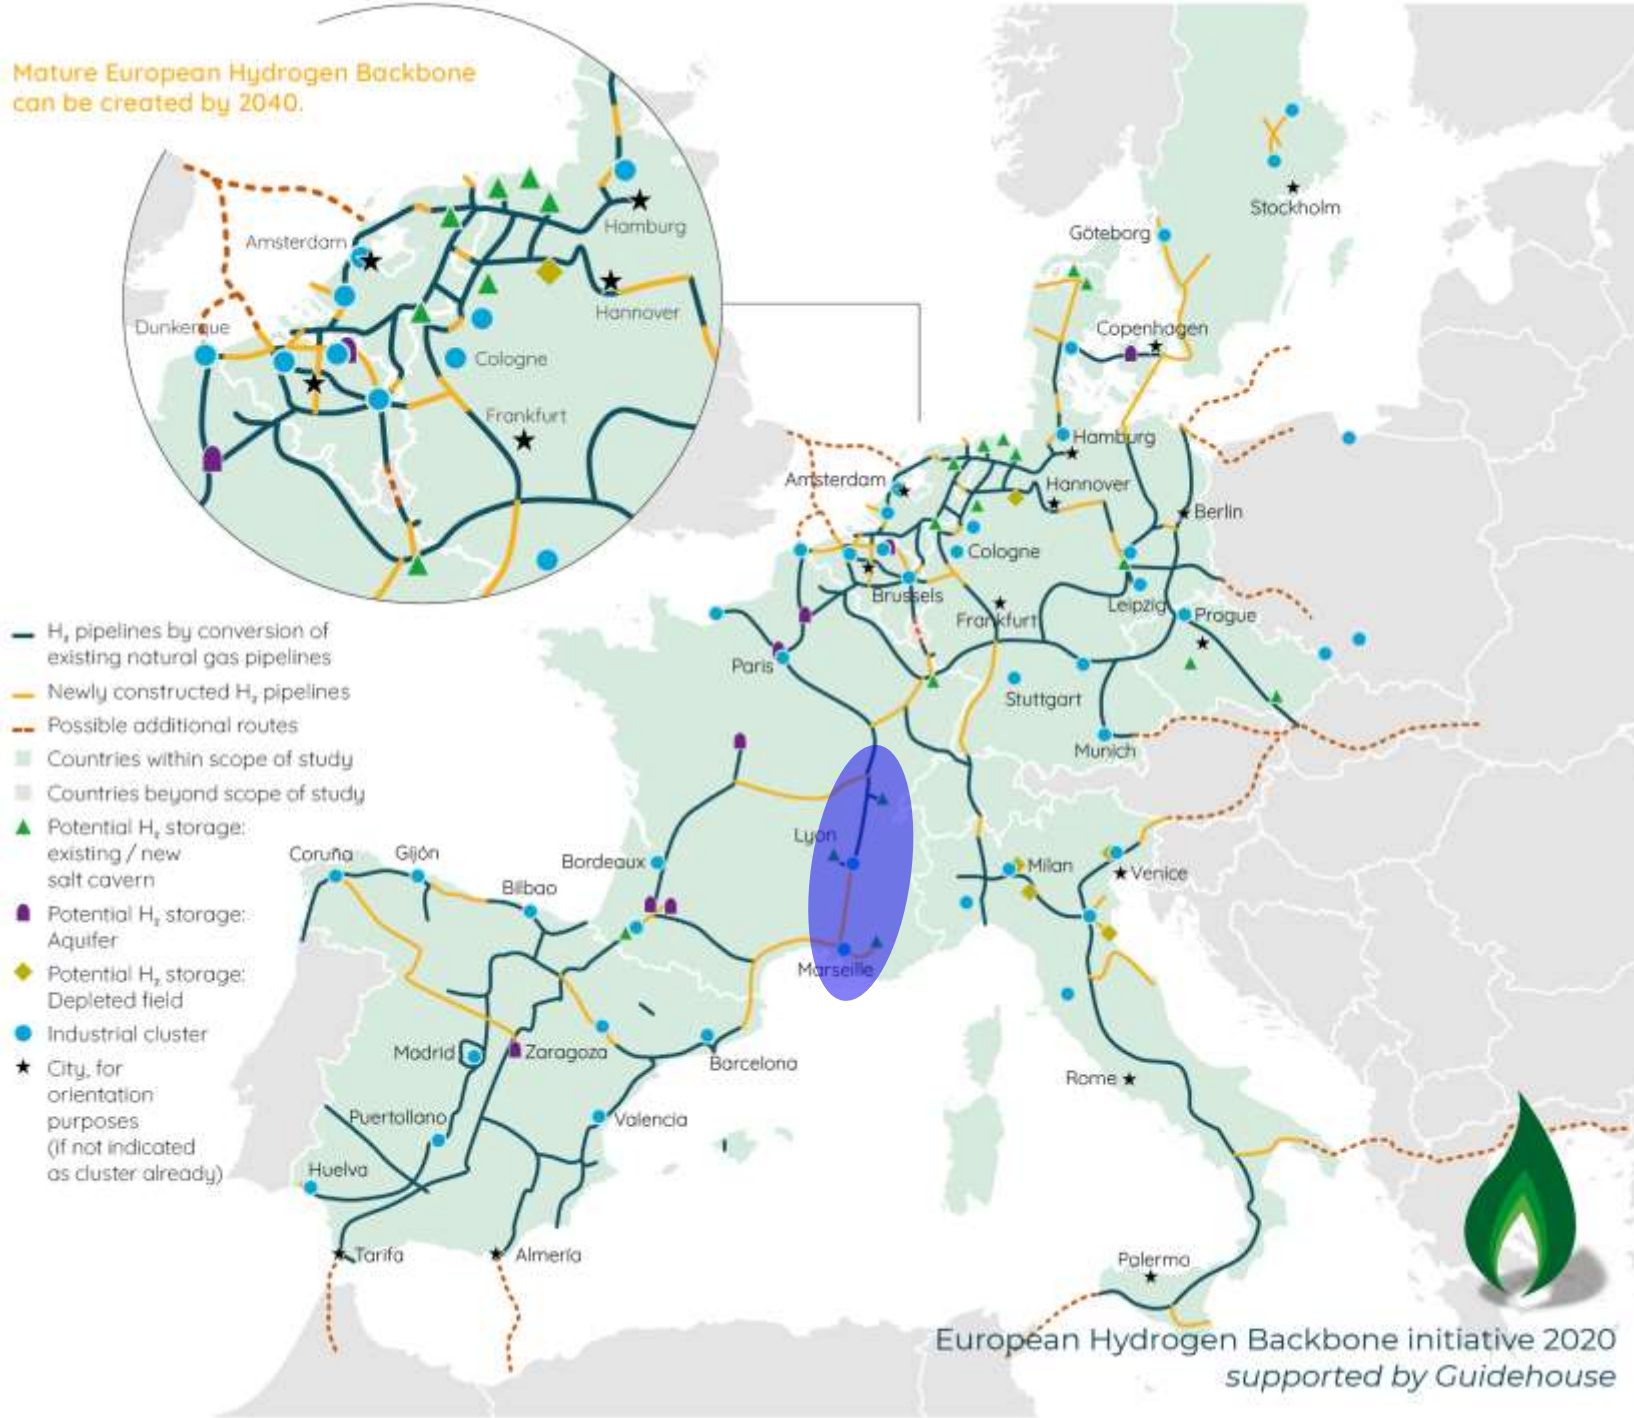 Mature European Hydrogen Backbone
can be created by 2040.
Amsterdam
Hamburg
Hannover
Dunkerque
Cologne
Frankfurt
Stockholm
Göteborg
Copenhagen
Hamburg
Amsterdam
Hannover
Berlin
Cologne
Brussels
Leipzig
Frankfurt
Prague
Paris
Stuttgart
Munich
H₂ pipelines by conversion of
existing natural gas pipelines
Newly constructed H₂ pipelines
Possible additional routes
Countries within scope of study
Countries beyond scope of study
Potential H₂ storage:
existing / new
salt cavern
Potential H₂ storage:
Aquifer
Potential H₂ storage:
Depleted field
Industrial cluster
City, for
orientation
purposes
(if not indicated
as cluster already)
Lyon
Coruña
Gijón
Bordeaux
Milan
Venice
Bilbao
Marseille
Madrid
Zaragoza
Barcelona
Rome
Puertollano
Valencia
Huelva
Tarifa
Almería
Palermo
European Hydrogen Backbone initiative 2020
supported by Guidehouse